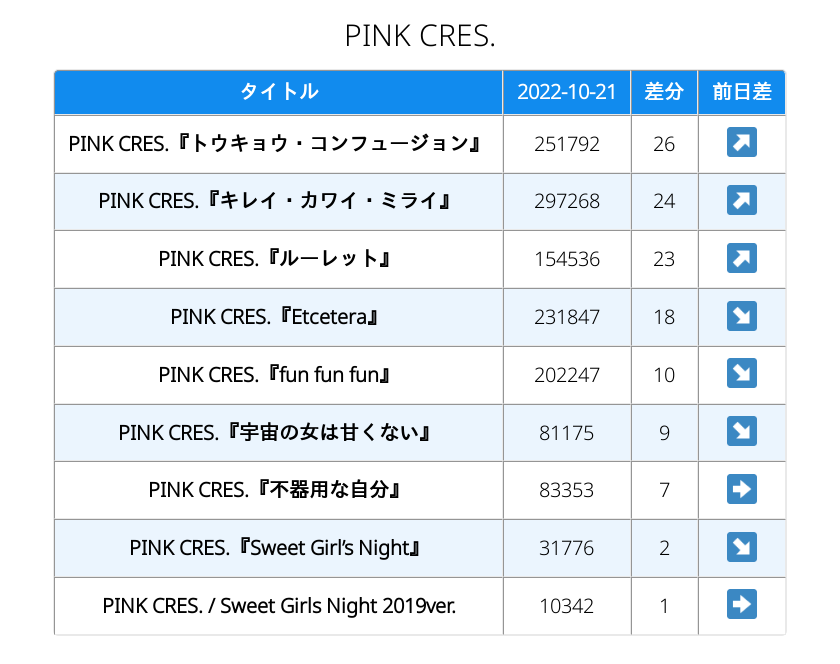 PINK CRES.
タイトル 2022-10-21 差分 前日差
PINK CRES.『トウキョウ・コンフュージョン』 251792 26 ↗
PINK CRES.『キレイ・カワイ・ミライ』 297268 24 ↗
PINK CRES.『ルーレット』 154536 23 ↗
PINK CRES.『Etcetera』 231847 18 ↘
PINK CRES.『fun fun fun』 202247 10 ↘
PINK CRES.『宇宙の女は甘くない』 81175 9 ↘
PINK CRES.『不器用な自分』 83353 7 ➡
PINK CRES.『Sweet Girl’s Night』 31776 2 ↘
PINK CRES. / Sweet Girls Night 2019ver. 10342 1 ➡